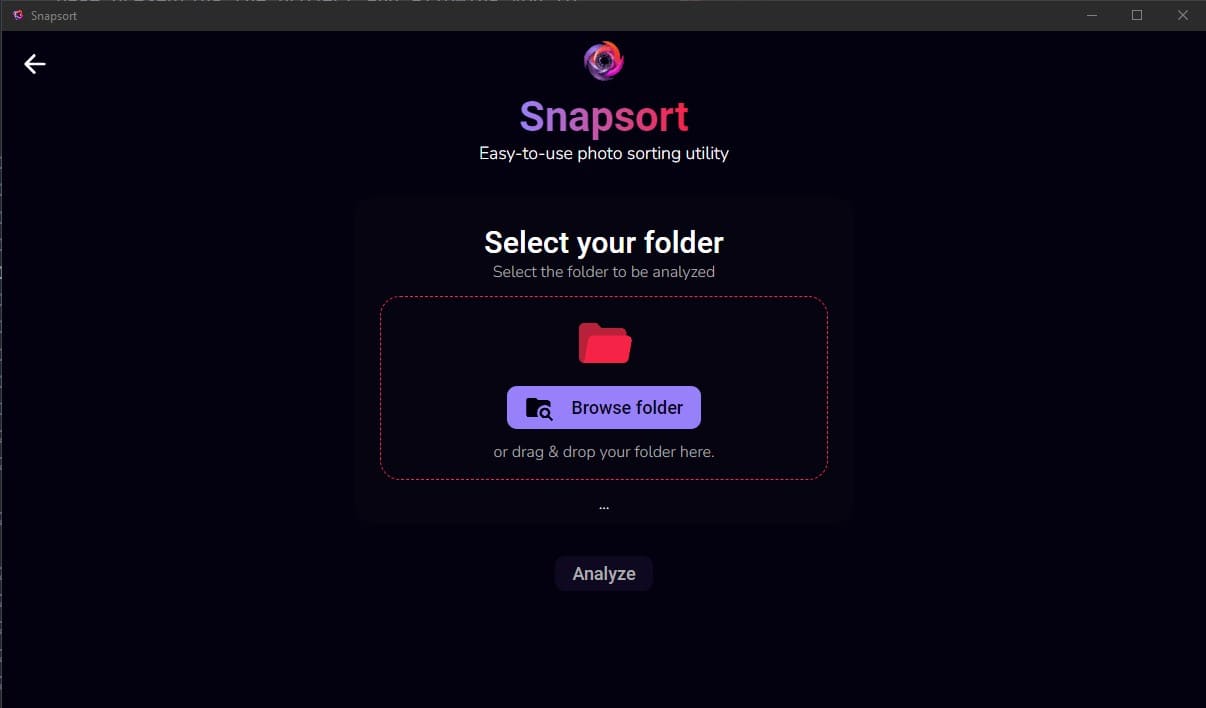 Snapsort
Snapsort
Easy-to-use photo sorting utility
Select your folder
Select the folder to be analyzed
Browse folder
or drag & drop your folder here.
...
Analyze